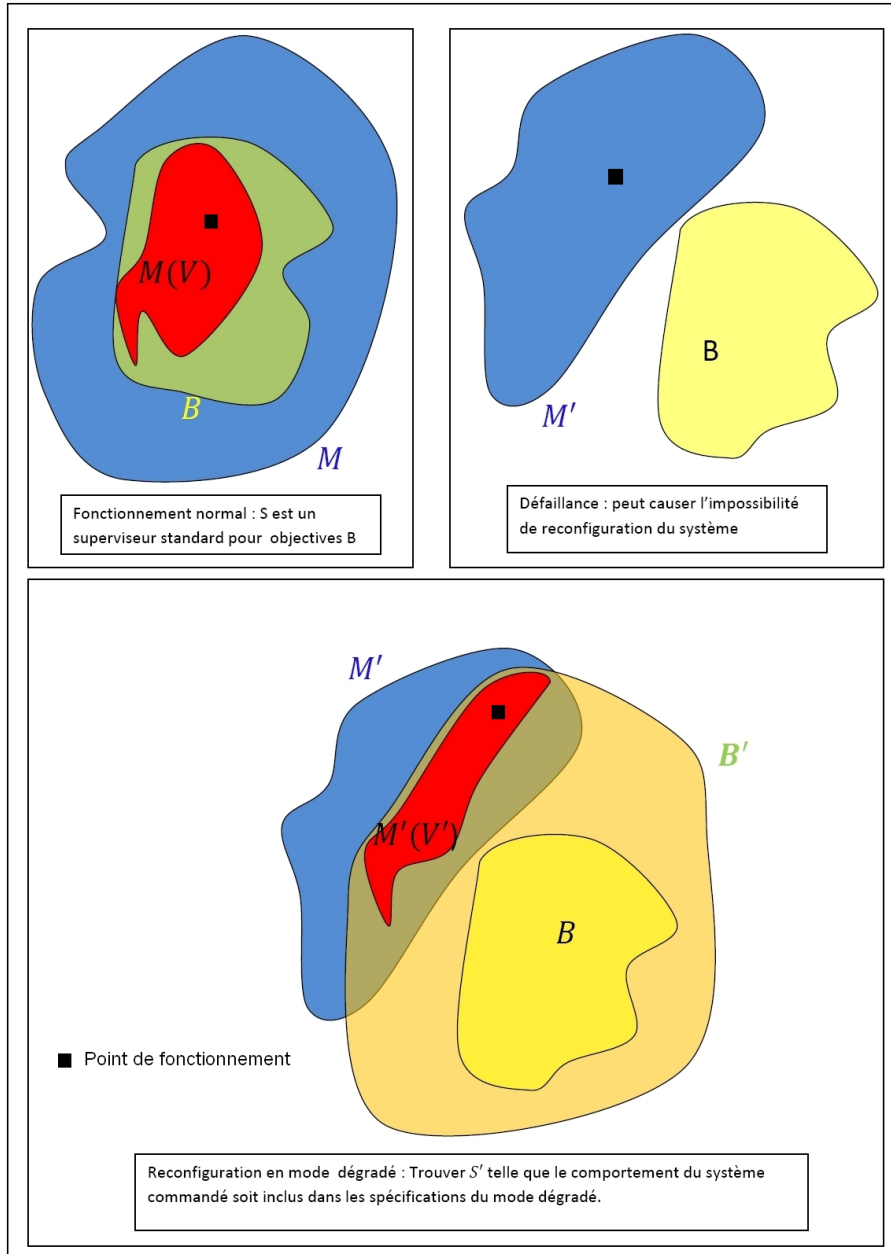 M(V)
B
M
Fonctionnement normal : S est un
superviseur standard pour objectives B
B
M′
Défaillance : peut causer l’impossibilité
de reconfiguration du système
M′
B′
M′(V′)
B
Point de fonctionnement
Reconfiguration en mode dégradé : Trouver S′ telle que le comportement du système
commandé soit inclus dans les spécifications du mode dégradé.